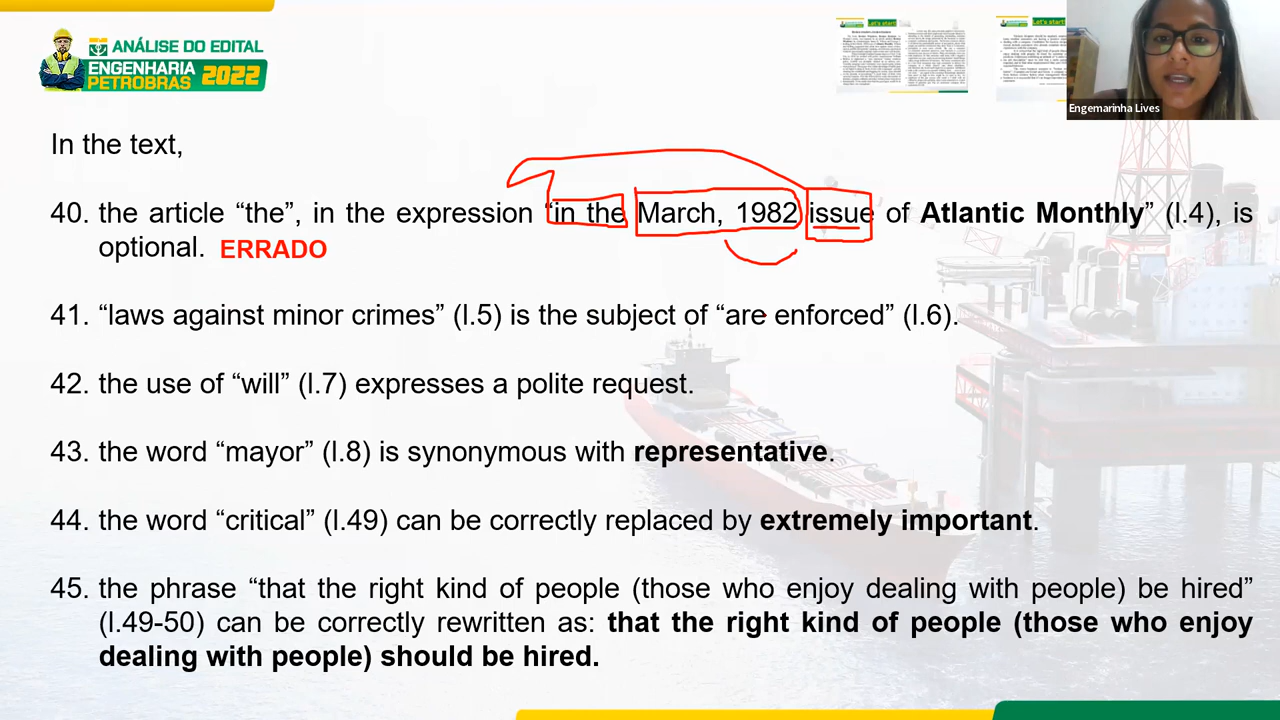 ANÁLISE DO EDITAL
ENGENHARIA
PETROBRAS 2022
Let's start!
Let's start!
Engemarinha Lives
In the text,
40. the article “the”, in the expression “in the March, 1982 issue of Atlantic Monthly” (l.4), is
optional. ERRADO
41. “laws against minor crimes” (l.5) is the subject of “are enforced” (l.6).
42. the use of “will” (l.7) expresses a polite request.
43. the word “mayor” (l.8) is synonymous with representative.
44. the word “critical” (l.49) can be correctly replaced by extremely important.
45. the phrase “that the right kind of people (those who enjoy dealing with people) be hired”
(l.49-50) can be correctly rewritten as: that the right kind of people (those who enjoy
dealing with people) should be hired.